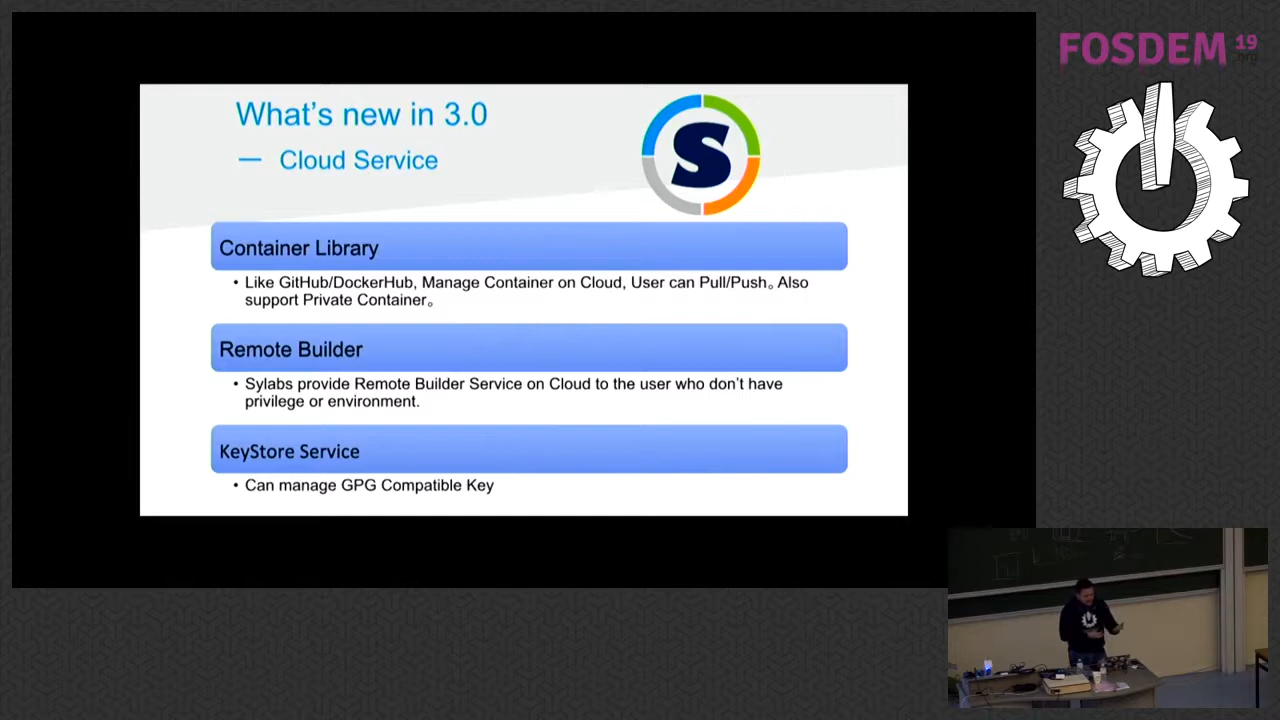 FOSDEM 19
.org
What's new in 3.0
— Cloud Service
S
Container Library
• Like GitHub/DockerHub, Manage Container on Cloud, User can Pull/Push。Also
support Private Container。
Remote Builder
• Sylabs provide Remote Builder Service on Cloud to the user who don't have
privilege or environment.
KeyStore Service
• Can manage GPG Compatible Key